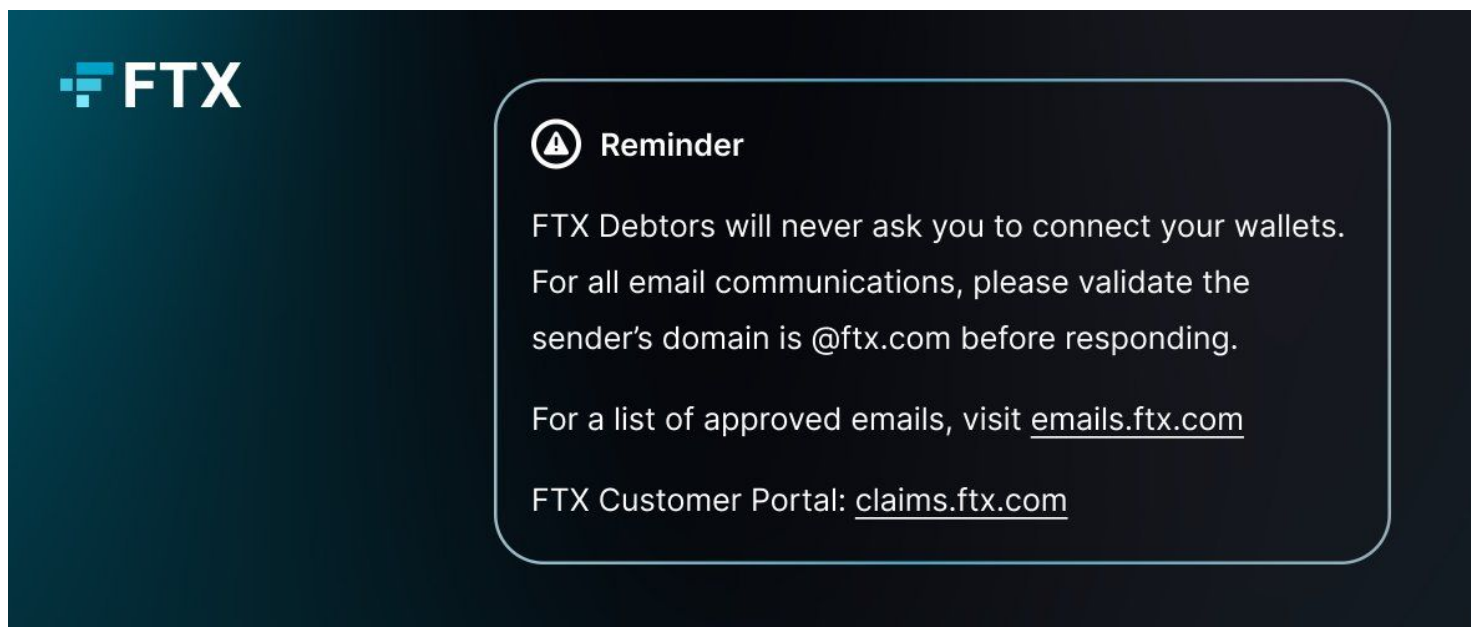 FTX
Reminder
FTX Debtors will never ask you to connect your wallets.
For all email communications, please validate the
sender’s domain is @ftx.com before responding.
For a list of approved emails, visit emails.ftx.com
FTX Customer Portal: claims.ftx.com